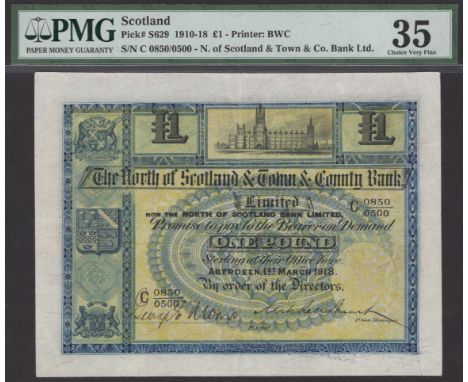 PMG
PAPER MONEY GUARANTY
Scotland
Pick# S629 1910-18 £1 - Printer: BWC
S/N C 0850/0500 - N. of Scotland & Town & Co. Bank Ltd.
35
Choice Very Fine
£1
£1
The North of Scotland & Town & County Bank
Limited
NOW THE NORTH OF SCOTLAND BANK, LIMITED,
C 0850
0500
Promise to pay to the Bearer on Demand
ONE POUND
Sterling at their Office here.
ABERDEEN, 1ST MARCH 1918.
By order of the Directors.
C 0850
0500